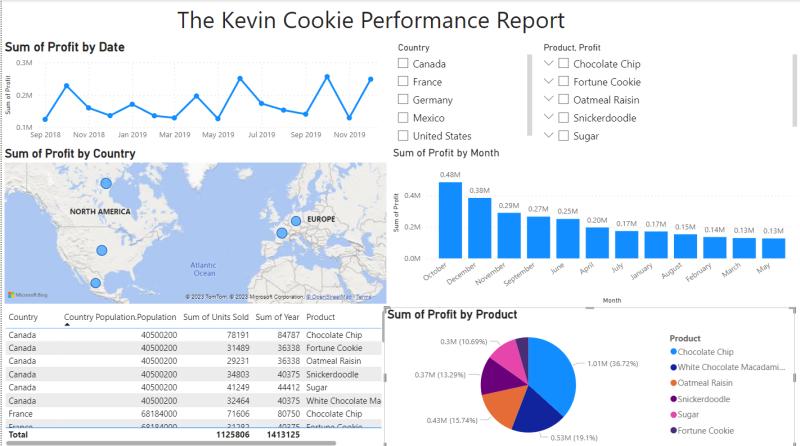 The Kevin Cookie Performance Report
Sum of Profit by Date
Sum of Profit
0.3M
0.2M
0.1M
Sep 2018
Nov 2018
Jan 2019
Mar 2019
May 2019
Jul 2019
Sep 2019
Nov 2019
Country
Canada
France
Germany
Mexico
United States
Product, Profit
Chocolate Chip
Fortune Cookie
Oatmeal Raisin
Snickerdoodle
Sugar
Sum of Profit by Country
NORTH AMERICA
EUROPE
Atlantic
Ocean
Microsoft Bing
© 2023 TomTom, © 2023 Microsoft Corporation, © OpenStreetMap Terms
Sum of Profit by Month
Sum of Profit
0.4M
0.2M
0.0M
0.48M
0.38M
0.29M
0.27M
0.25M
0.20M
0.17M
0.17M
0.15M
0.14M
0.13M
0.13M
October
December
November
September
June
April
July
January
August
February
March
May
Month
Country Country Population.Population Sum of Units Sold Sum of Year Product
Canada 40500200 78191 84787 Chocolate Chip
Canada 40500200 31489 36338 Fortune Cookie
Canada 40500200 29231 36338 Oatmeal Raisin
Canada 40500200 34803 40375 Snickerdoodle
Canada 40500200 41249 44412 Sugar
Canada 40500200 32464 40375 White Chocolate Ma
France 68184000 71606 80750 Chocolate Chip
France 68184000 31282 40375 Fortune Cookie
Total 1125806 1413125
Sum of Profit by Product
0.3M (10.69%)
0.37M (13.29%)
0.43M (15.74%)
0.53M (19.1%)
1.01M (36.72%)
Product
Chocolate Chip
White Chocolate Macadami...
Oatmeal Raisin
Snickerdoodle
Sugar
Fortune Cookie